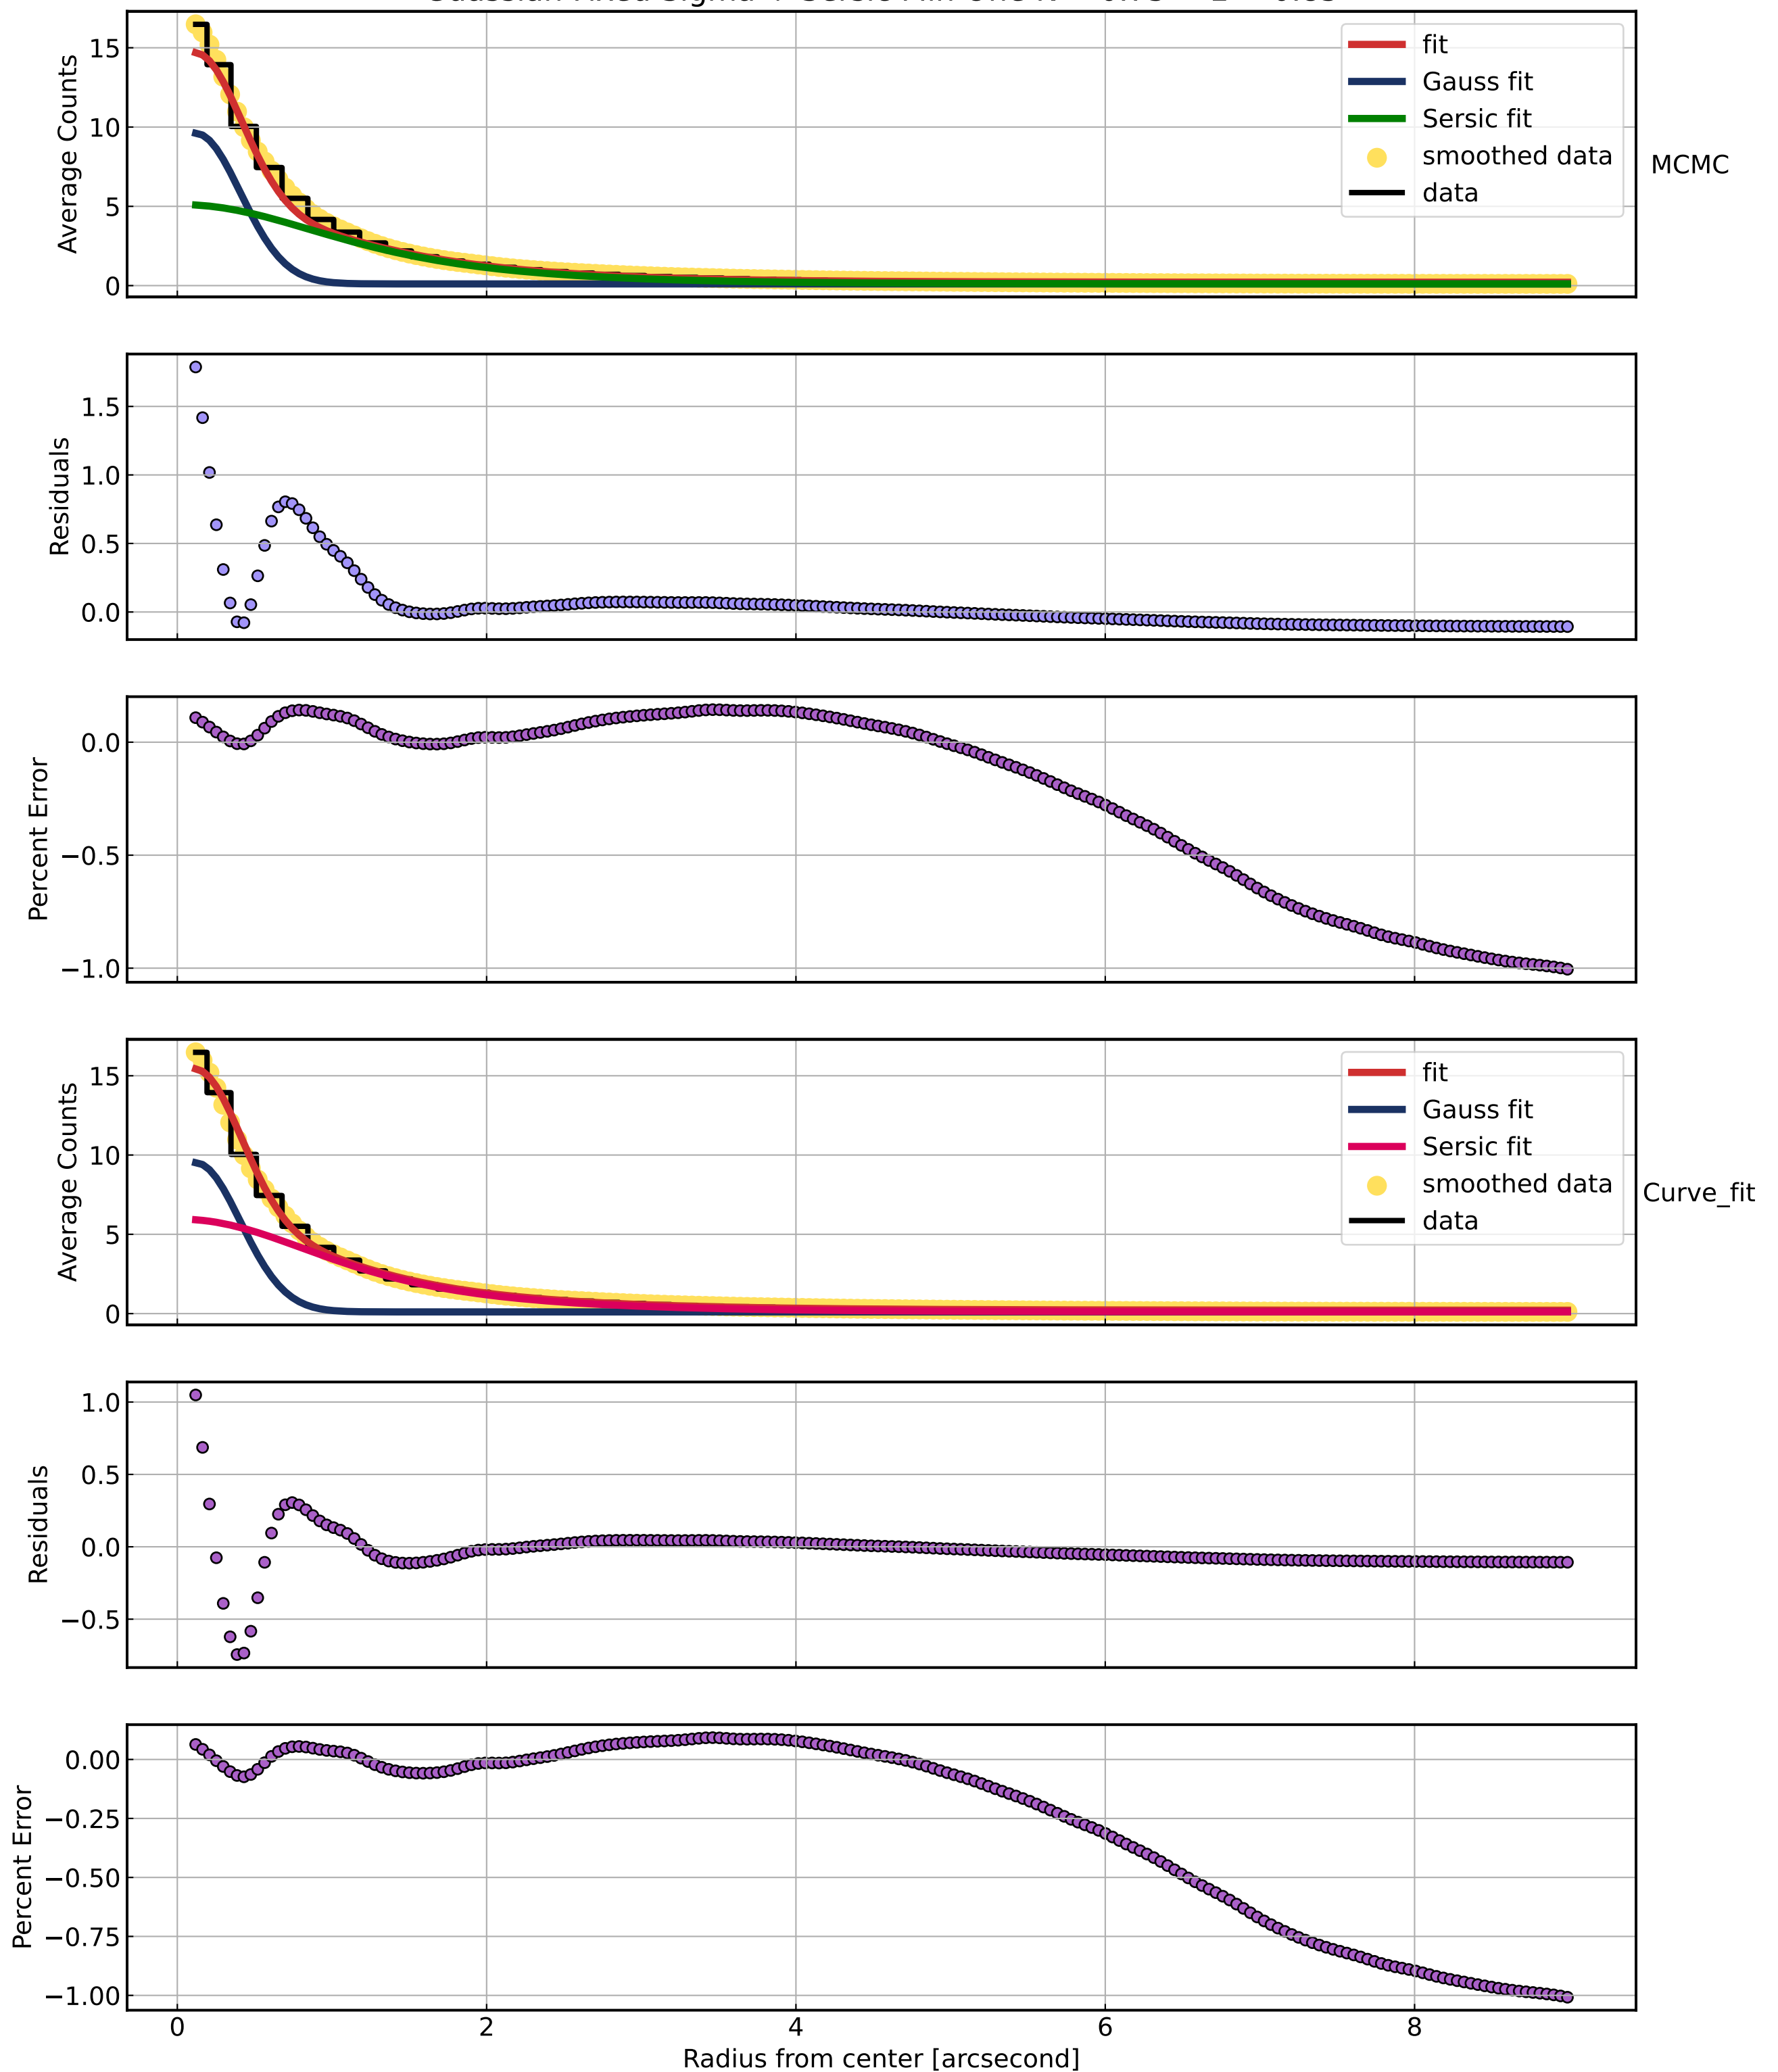 15
10
5
0
Average Counts
fit
Gauss fit
Sersic fit
smoothed data
data
MCMC
1.5
1.0
0.5
0.0
Residuals
0.0
−0.5
−1.0
Percent Error
15
10
5
0
Average Counts
fit
Gauss fit
Sersic fit
smoothed data
data
Curve_fit
1.0
0.5
0.0
−0.5
Residuals
0.00
−0.25
−0.50
−0.75
−1.00
Percent Error
0 2 4 6 8
Radius from center [arcsecond]